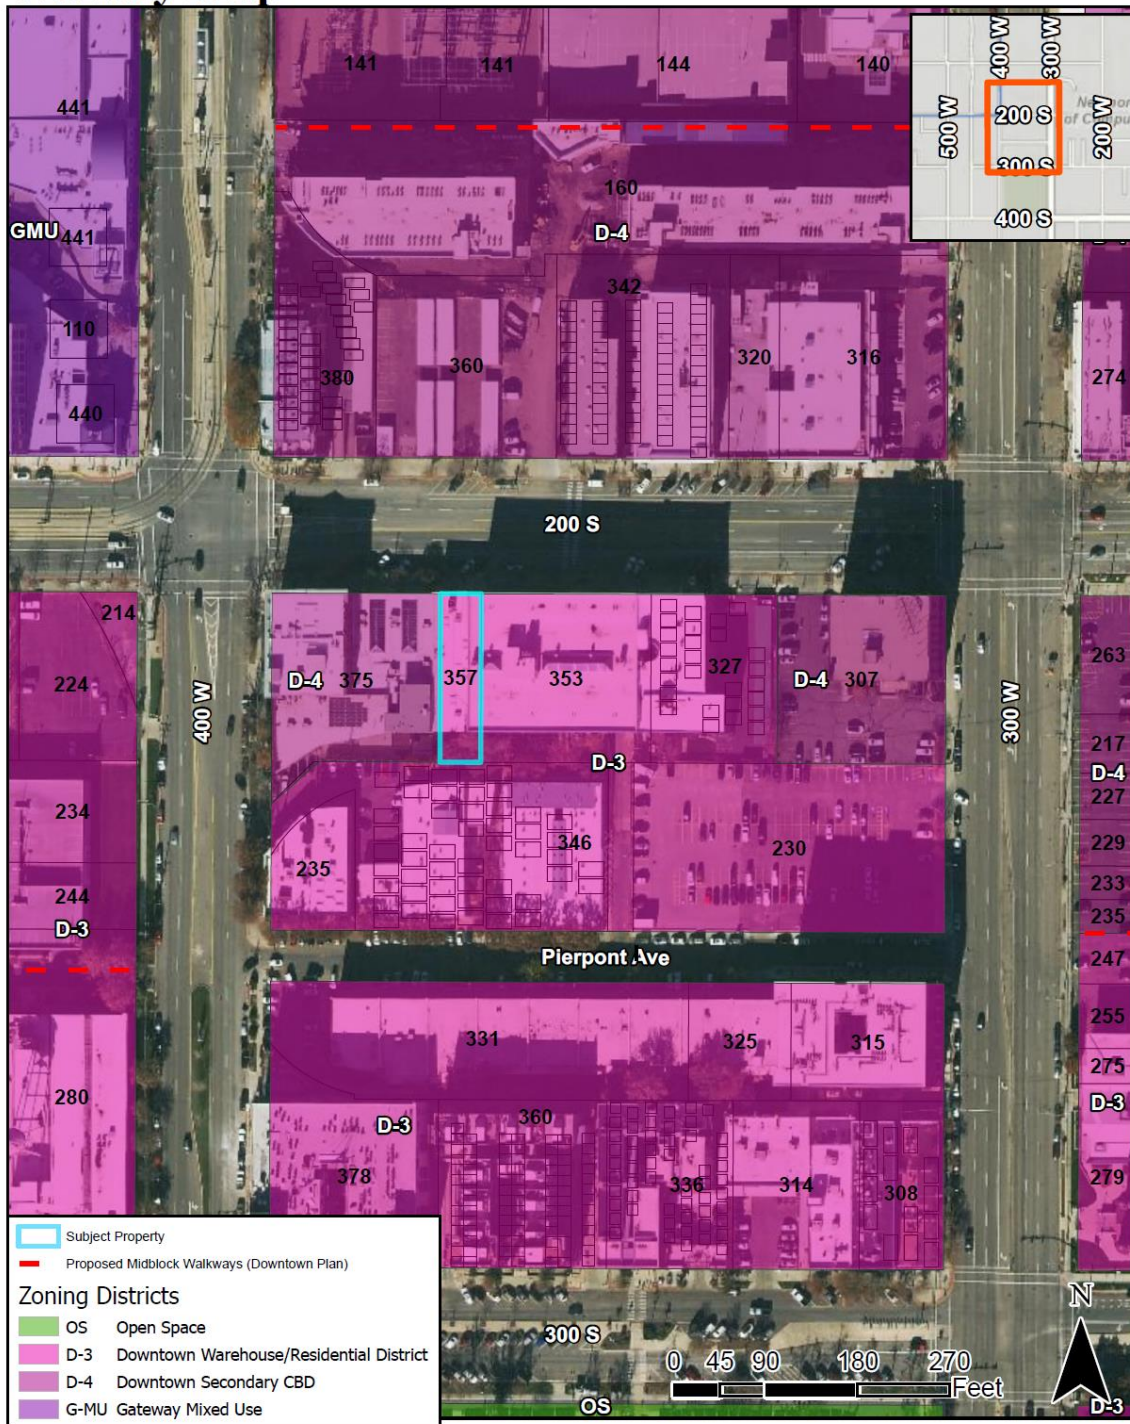 141
141
144
140
400 W
300 W
500 W
200 S
200 W
300 S
400 S
441
GMU
441
160
D-4
342
110
380
360
320
316
440
274
200 S
214
224
400 W
D-4
375
357
353
327
D-4
307
300 W
263
217
D-3
D-4
227
234
235
346
230
229
233
244
235
D-3
Pierpont Ave
247
255
331
325
315
275
280
D-3
360
D-3
378
336
314
308
279
Subject Property
Proposed Midblock Walkways (Downtown Plan)
Zoning Districts
OS Open Space
D-3 Downtown Warehouse/Residential District
D-4 Downtown Secondary CBD
G-MU Gateway Mixed Use
300 S
N
0 45 90 180 270
Feet
OS
D-3